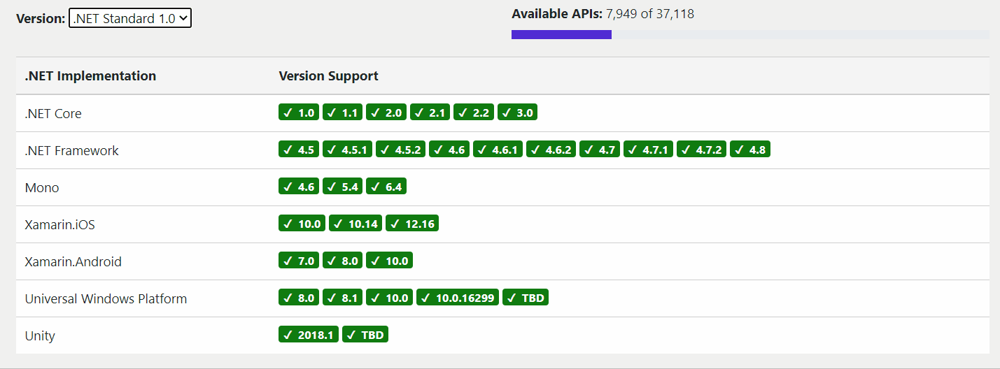 Version: .NET Standard 1.0
Available APIs: 7,949 of 37,118
.NET Implementation Version Support
.NET Core ✓ 1.0 ✓ 1.1 ✓ 2.0 ✓ 2.1 ✓ 2.2 ✓ 3.0
.NET Framework ✓ 4.5 ✓ 4.5.1 ✓ 4.5.2 ✓ 4.6 ✓ 4.6.1 ✓ 4.6.2 ✓ 4.7 ✓ 4.7.1 ✓ 4.7.2 ✓ 4.8
Mono ✓ 4.6 ✓ 5.4 ✓ 6.4
Xamarin.iOS ✓ 10.0 ✓ 10.14 ✓ 12.16
Xamarin.Android ✓ 7.0 ✓ 8.0 ✓ 10.0
Universal Windows Platform ✓ 8.0 ✓ 8.1 ✓ 10.0 ✓ 10.0.16299 ✓ TBD
Unity ✓ 2018.1 ✓ TBD